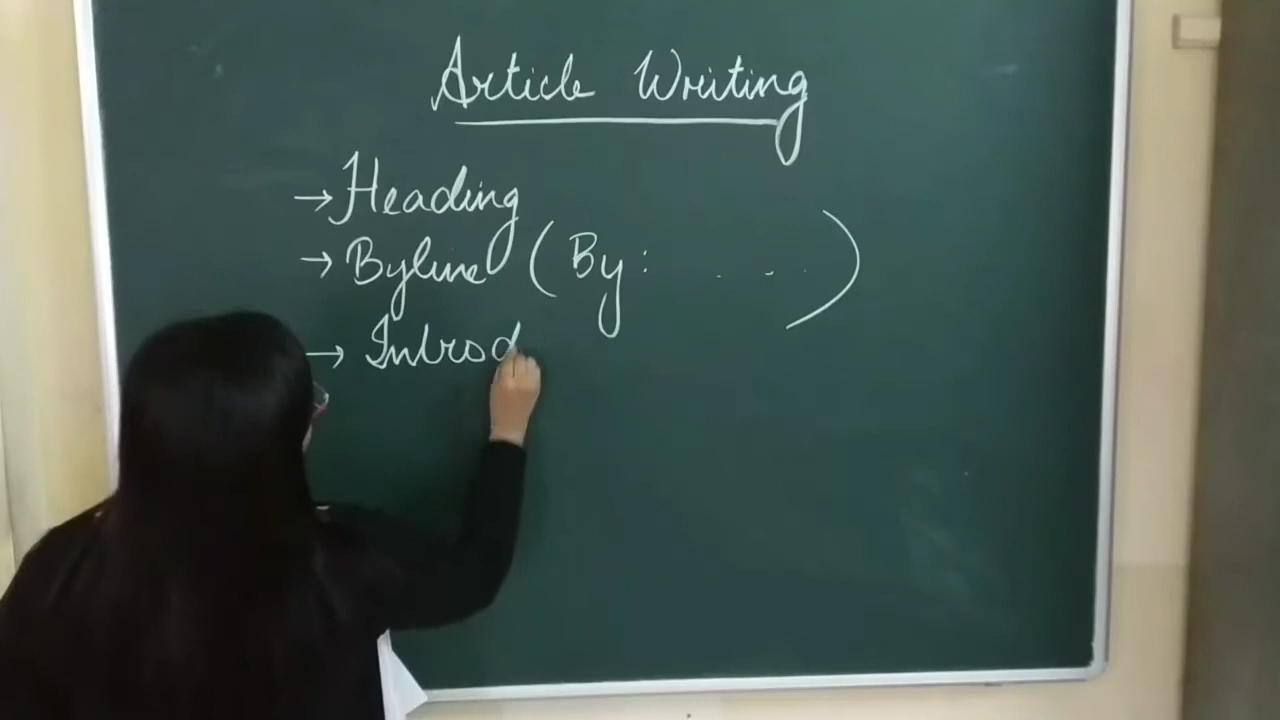 Article Writing
→ Heading
→ Byline (By: ....)
→ Introd